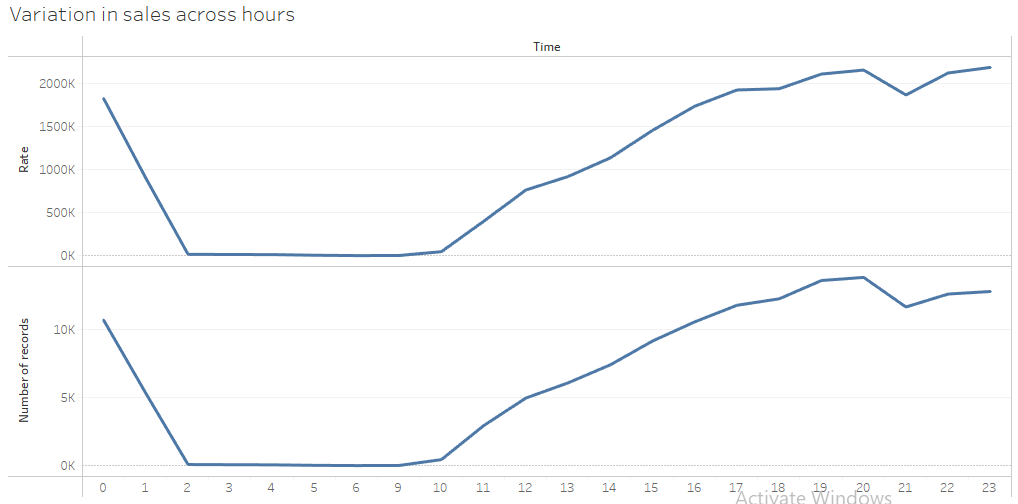 Variation in sales across hours
Time
2000K
1500K
1000K
500K
0K
Rate
10K
5K
0K
Number of records
0 1 2 3 4 5 6 9 10 11 12 13 14 15 16 17 18 19 20 21 22 23
Activate Windows